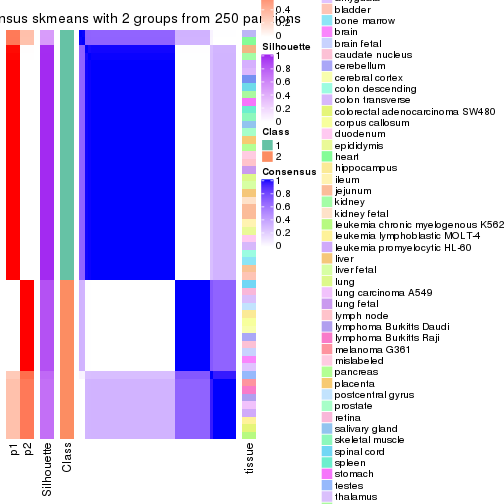 nsus skmeans with 2 groups from 250 partitions
0.4
0.2
0
Silhouette
1
0.8
0.6
0.4
0.2
0
Class
1
2
Consensus
1
0.8
0.6
0.4
0.2
0
bladder
bone marrow
brain
brain fetal
caudate nucleus
cerebellum
cerebral cortex
colon descending
colon transverse
colorectal adenocarcinoma SW480
corpus callosum
duodenum
epididymis
heart
hippocampus
ileum
jejunum
kidney
kidney fetal
leukemia chronic myelogenous K562
leukemia lymphoblastic MOLT-4
leukemia promyelocytic HL-60
liver
liver fetal
lung
lung carcinoma A549
lung fetal
lymph node
lymphoma Burkitts Daudi
lymphoma Burkitts Raji
melanoma G361
mislabeled
pancreas
placenta
postcentral gyrus
prostate
retina
salivary gland
skeletal muscle
spinal cord
spleen
stomach
testes
thalamus
p1
p2
Silhouette
Class
tissue